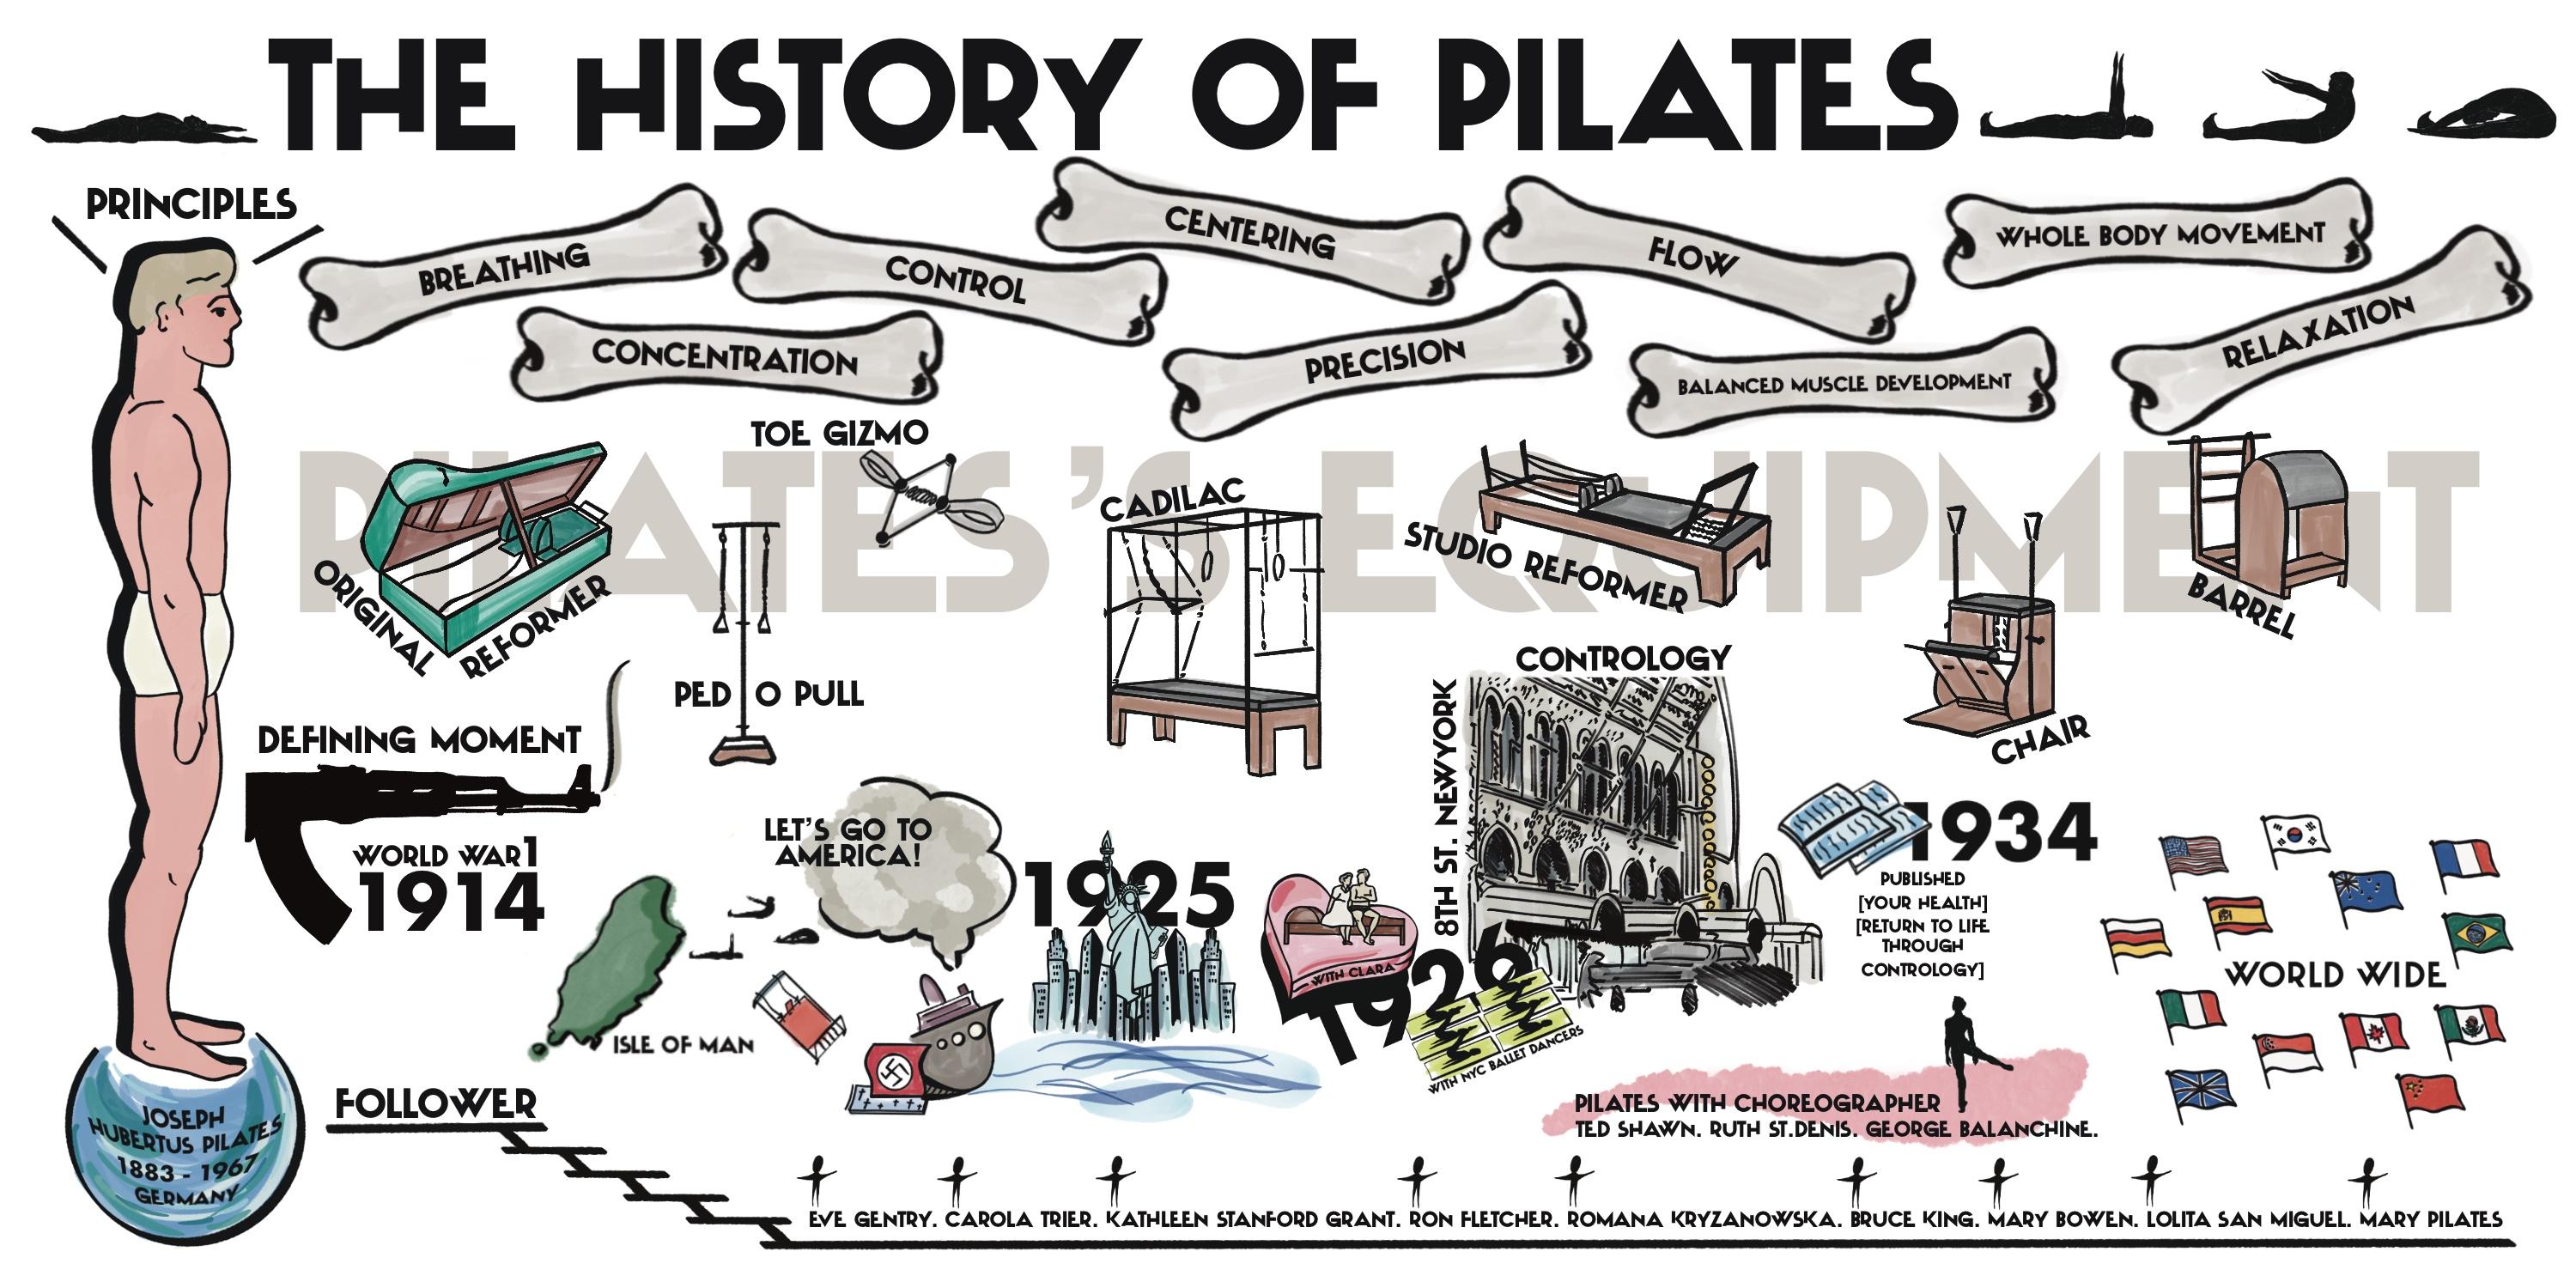 THE HISTORY OF PILATES
PRINCIPLES
BREATHING
CONCENTRATION
CONTROL
CENTERING
PRECISION
FLOW
BALANCED MUSCLE DEVELOPMENT
WHOLE BODY MOVEMENT
RELAXATION
PILATES'S EQUIPMENT
ORIGINAL REFORMER
TOE GIZMO
PED O PULL
CADILAC
STUDIO REFORMER
CHAIR
BARREL
DEFINING MOMENT
WORLD WAR1
1914
ISLE OF MAN
LET'S GO TO
AMERICA!
1925
WITH CLARA
1926
WITH NYC BALLET DANCERS
CONTROLOGY
8TH ST. NEWYORK
1934
PUBLISHED
[YOUR HEALTH]
[RETURN TO LIFE
THROUGH
CONTROLOGY]
WORLD WIDE
PILATES WITH CHOREOGRAPHER
TED SHAWN. RUTH ST.DENIS. GEORGE BALANCHINE.
JOSEPH
HUBERTUS PILATES
1883 - 1967
GERMANY
FOLLOWER
EVE GENTRY. CAROLA TRIER. KATHLEEN STANFORD GRANT. RON FLETCHER. ROMANA KRYZANOWSKA. BRUCE KING. MARY BOWEN. LOLITA SAN MIGUEL. MARY PILATES